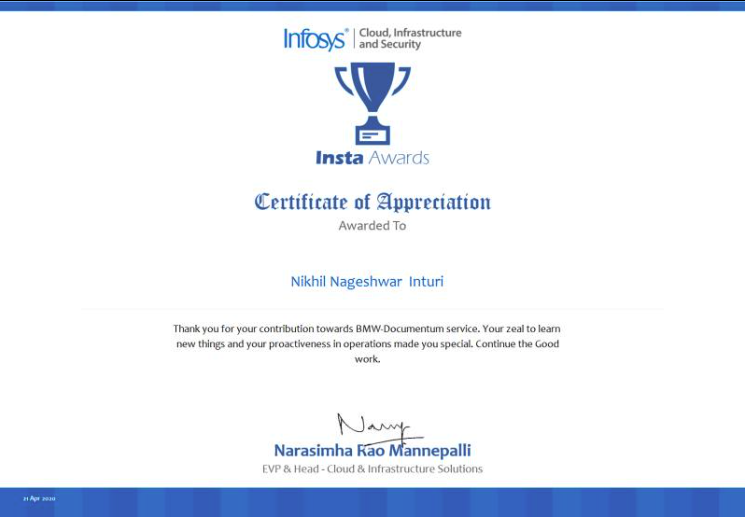 Infosys® | Cloud, Infrastructure
and Security
Insta Awards
Certificate of Appreciation
Awarded To
Nikhil Nageshwar Inturi
Thank you for your contribution towards BMW-Documentum service. Your zeal to learn
new things and your proactiveness in operations made you special. Continue the Good
work.
Narasimha Rao Mannepalli
EVP & Head - Cloud & Infrastructure Solutions
21 Apr 2020